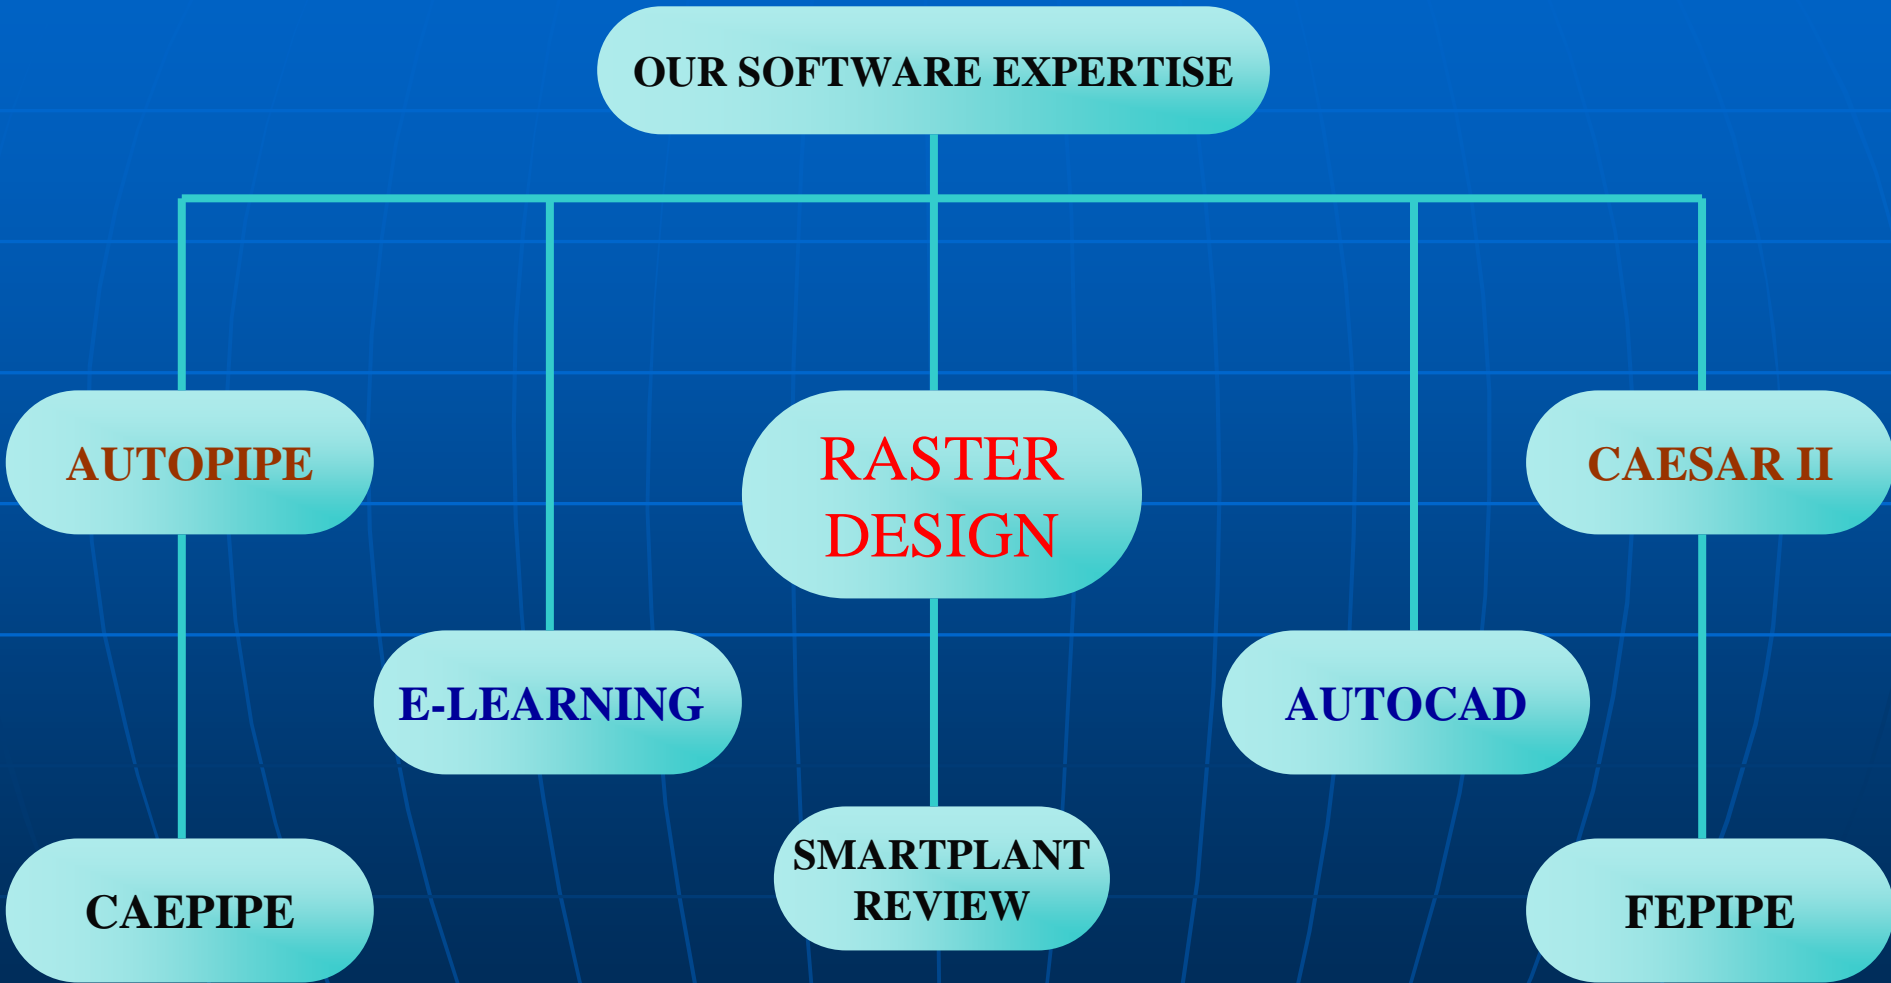 OUR SOFTWARE EXPERTISE
AUTOPIPE
RASTER
DESIGN
CAESAR II
E-LEARNING
AUTOCAD
SMARTPLANT
REVIEW
CAEPIPE
FEPIPE